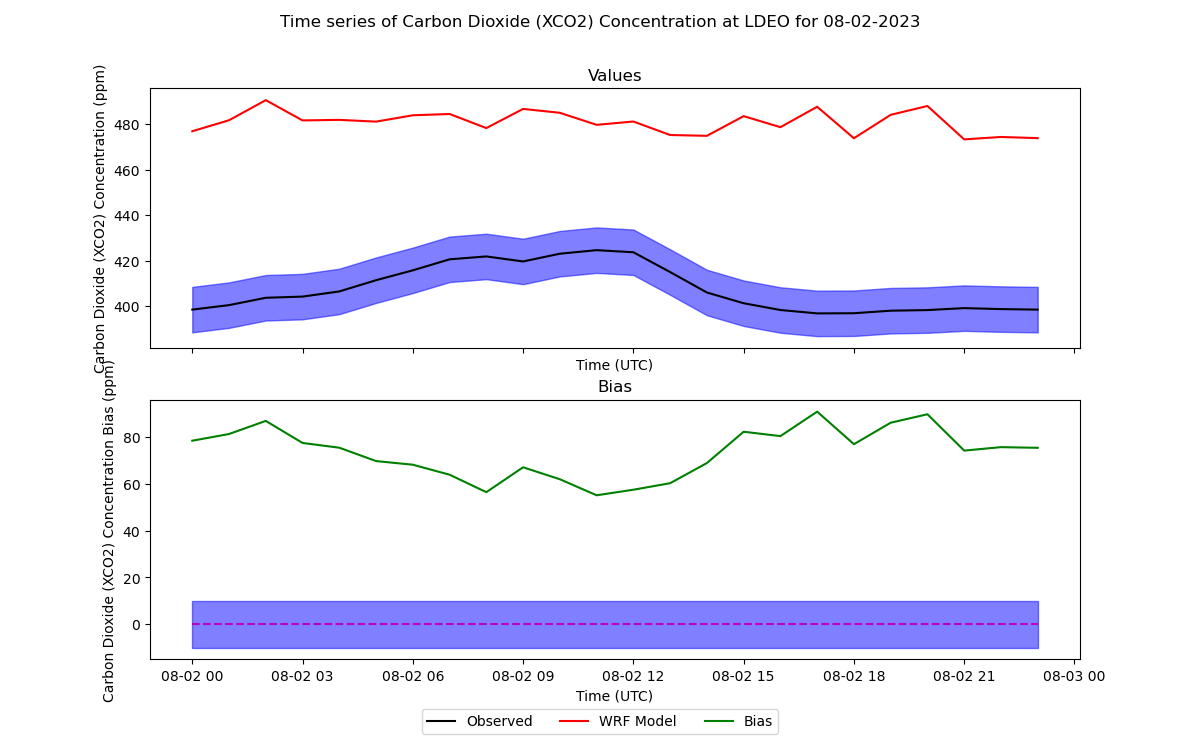 Time series of Carbon Dioxide (XCO2) Concentration at LDEO for 08-02-2023
Values
Carbon Dioxide (XCO2) Concentration (ppm)
480
460
440
420
400
Time (UTC)
Bias
Carbon Dioxide (XCO2) Concentration Bias (ppm)
80
60
40
20
0
08-02 00 08-02 03 08-02 06 08-02 09 08-02 12 08-02 15 08-02 18 08-02 21 08-03 00
Time (UTC)
Observed WRF Model Bias